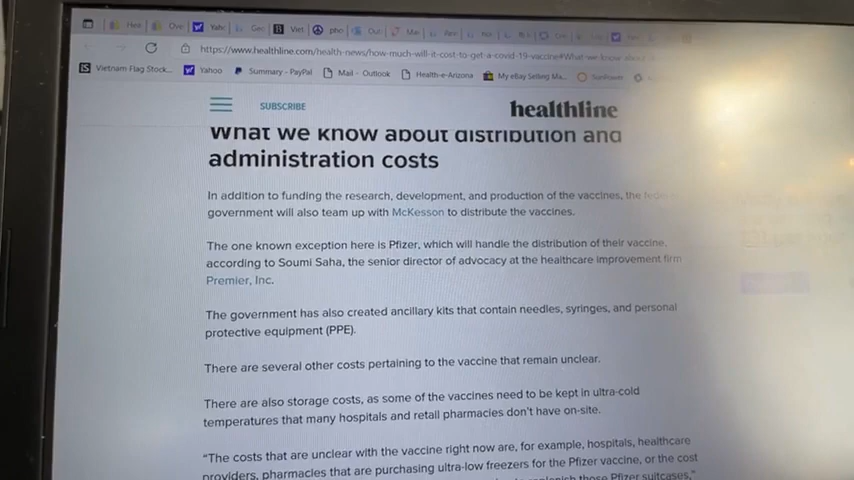 Yahoo
https://www.healthline.com/health-news/how-much-will-it-cost-to-get-a-covid-19-vaccine#What-we-know-about
Vietnam Flag Stock... Yahoo Summary - PayPal Mail - Outlook Health-e-Arizona My eBay Selling Ma... SunPower
SUBSCRIBE healthline
What we know about distribution and
administration costs
In addition to funding the research, development, and production of the vaccines, the
government will also team up with McKesson to distribute the vaccines.
The one known exception here is Pfizer, which will handle the distribution of their vaccine,
according to Soumi Saha, the senior director of advocacy at the healthcare improvement firm
Premier, Inc.
The government has also created ancillary kits that contain needles, syringes, and personal
protective equipment (PPE).
There are several other costs pertaining to the vaccine that remain unclear.
There are also storage costs, as some of the vaccines need to be kept in ultra-cold
temperatures that many hospitals and retail pharmacies don't have on-site.
"The costs that are unclear with the vaccine right now are, for example, hospitals, healthcare
providers, pharmacies that are purchasing ultra-low freezers for the Pfizer vaccine, or the cost
those Pfizer suitcases,"